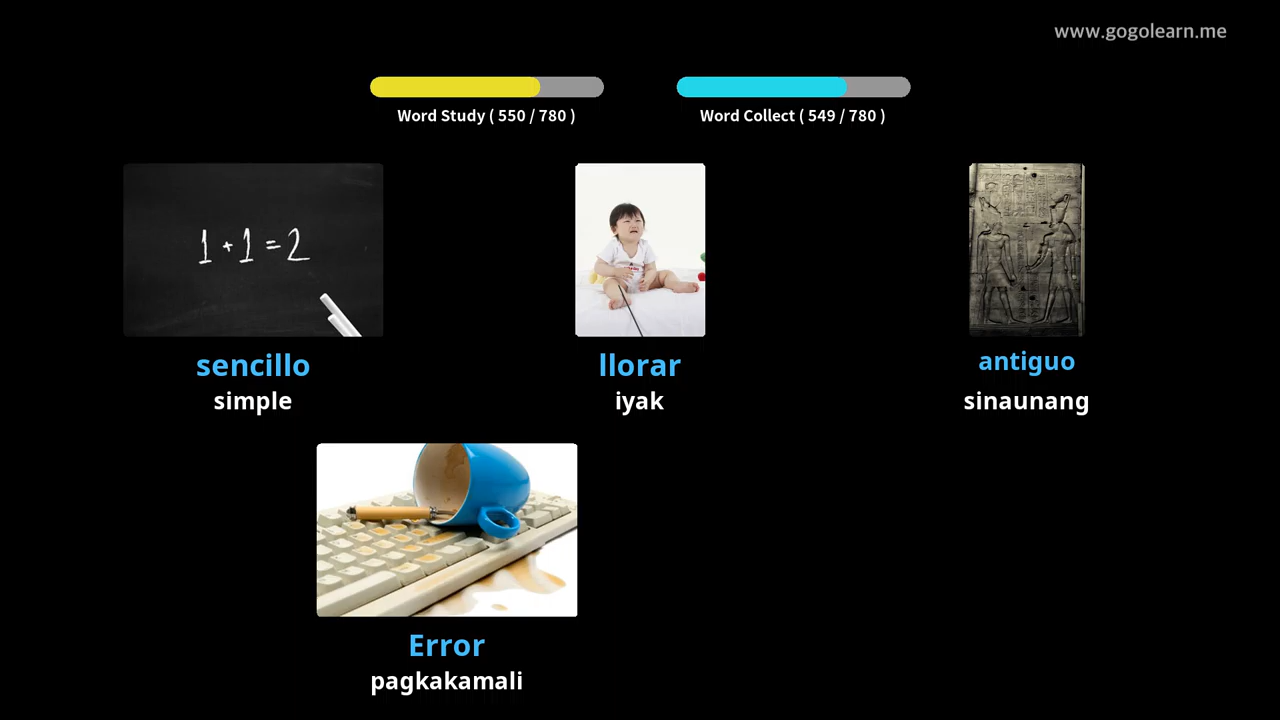 www.gogolearn.me
Word Study ( 550 / 780 )
Word Collect ( 549 / 780 )
1 + 1 = 2
sencillo
simple
llorar
iyak
antiguo
sinaunang
Error
pagkakamali